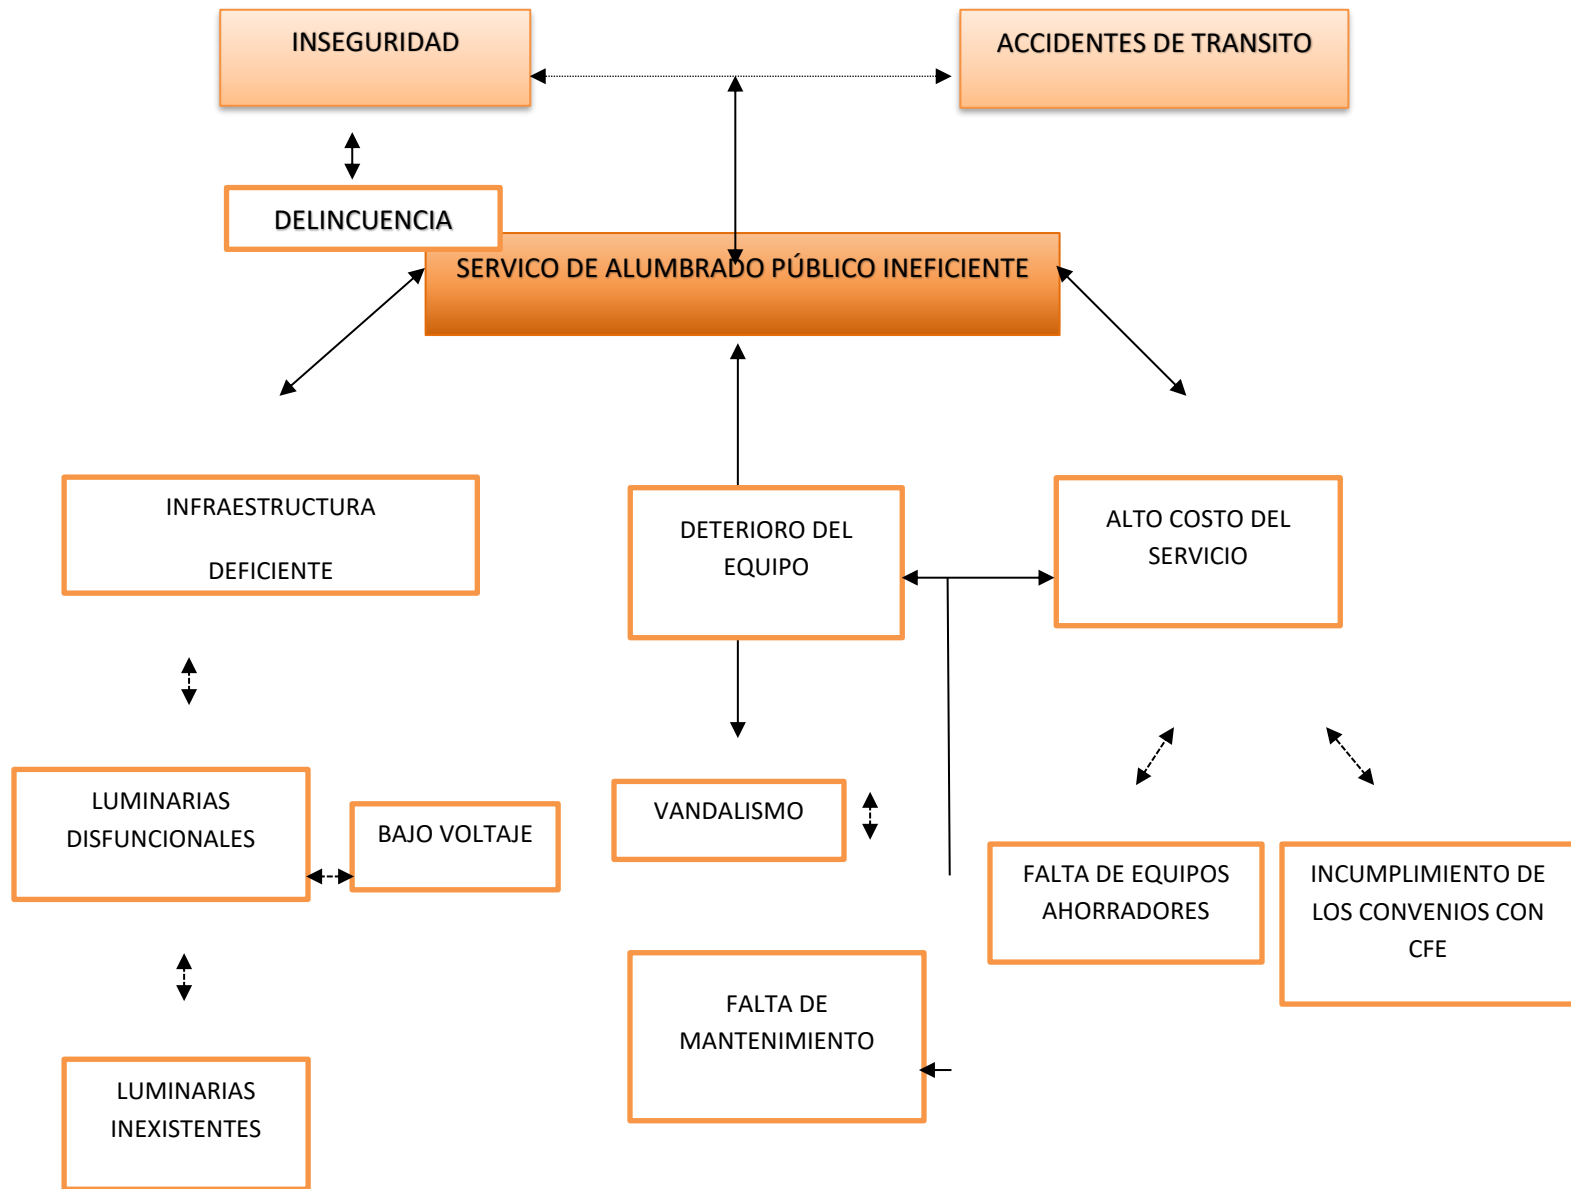 INSEGURIDAD
ACCIDENTES DE TRANSITO
DELINCUENCIA
SERVICO DE ALUMBRADO PÚBLICO INEFICIENTE
INFRAESTRUCTURA
DEFICIENTE
DETERIORO DEL
EQUIPO
ALTO COSTO DEL
SERVICIO
LUMINARIAS
DISFUNCIONALES
BAJO VOLTAJE
VANDALISMO
FALTA DE EQUIPOS
AHORRADORES
INCUMPLIMIENTO DE
LOS CONVENIOS CON
CFE
FALTA DE
MANTENIMIENTO
LUMINARIAS
INEXISTENTES